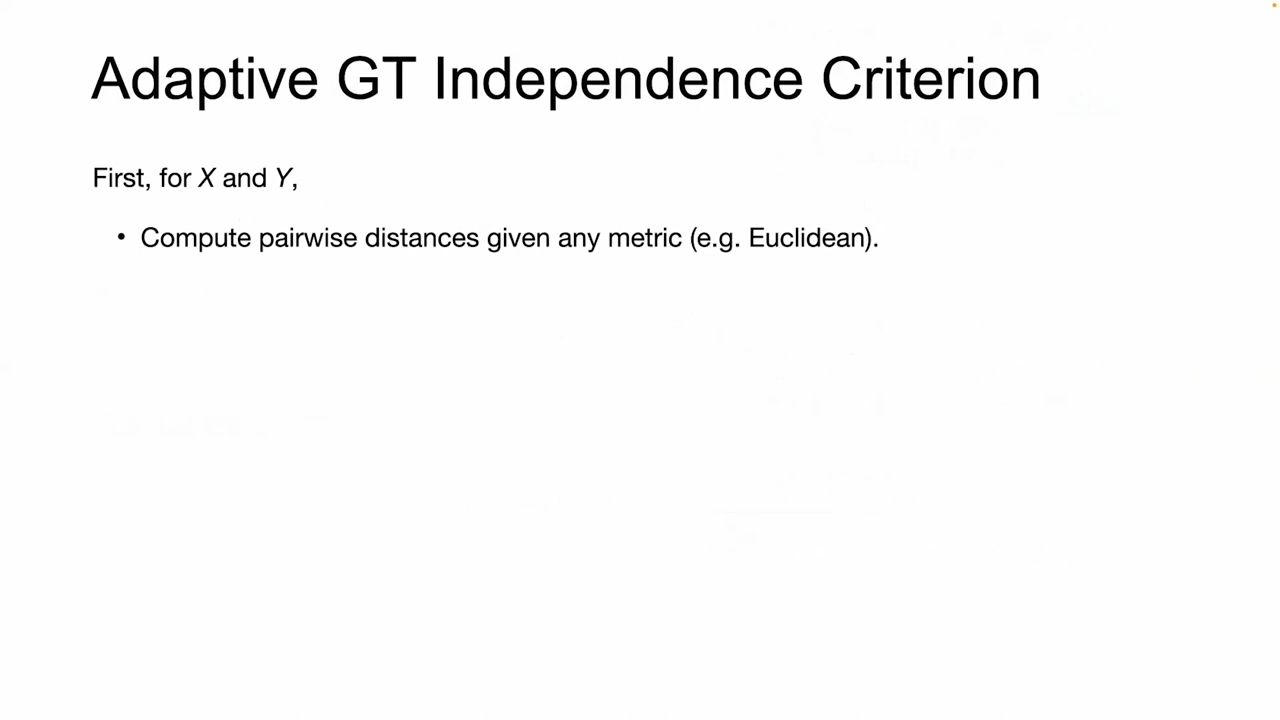 Adaptive GT Independence Criterion
First, for X and Y,
• Compute pairwise distances given any metric (e.g. Euclidean).